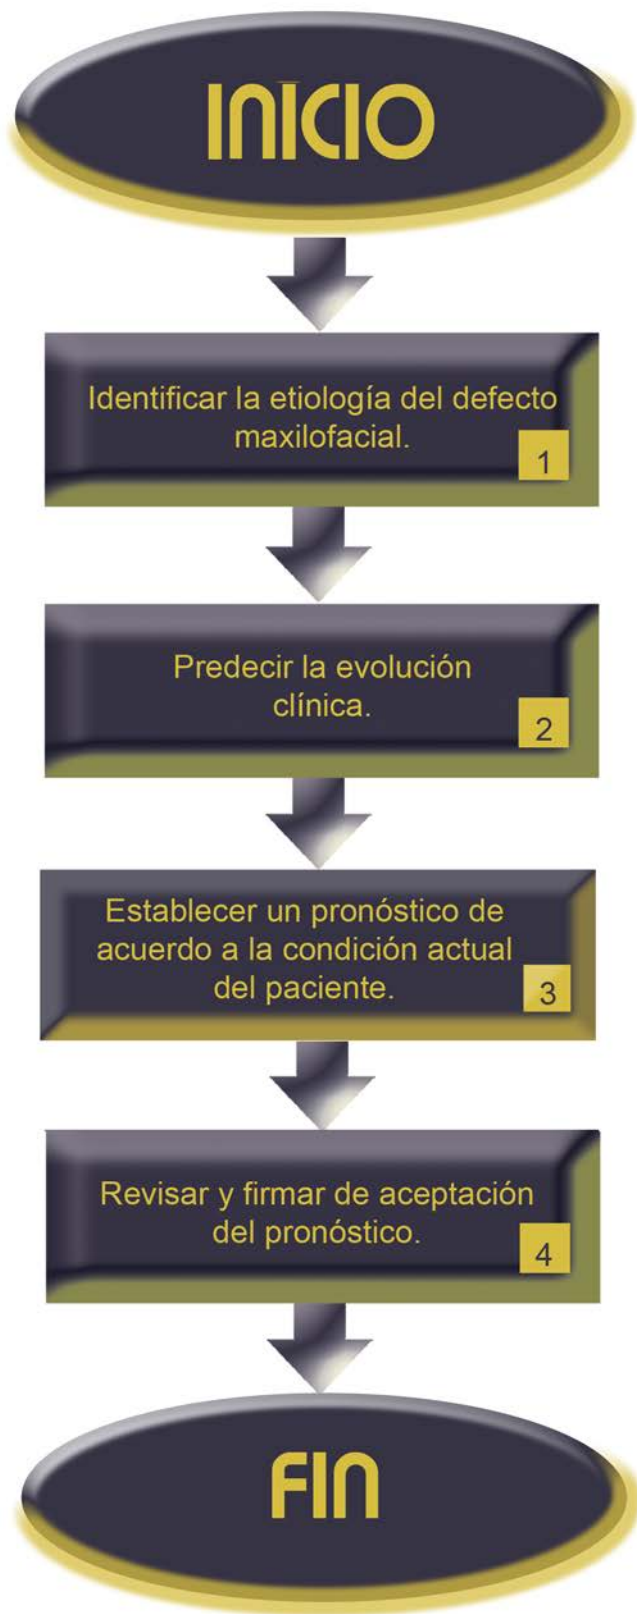 INICIO
Identificar la etiología del defecto
maxilofacial.
1
Predecir la evolución
clínica.
2
Establecer un pronóstico de
acuerdo a la condición actual
del paciente.
3
Revisar y firmar de aceptación
del pronóstico.
4
FIN